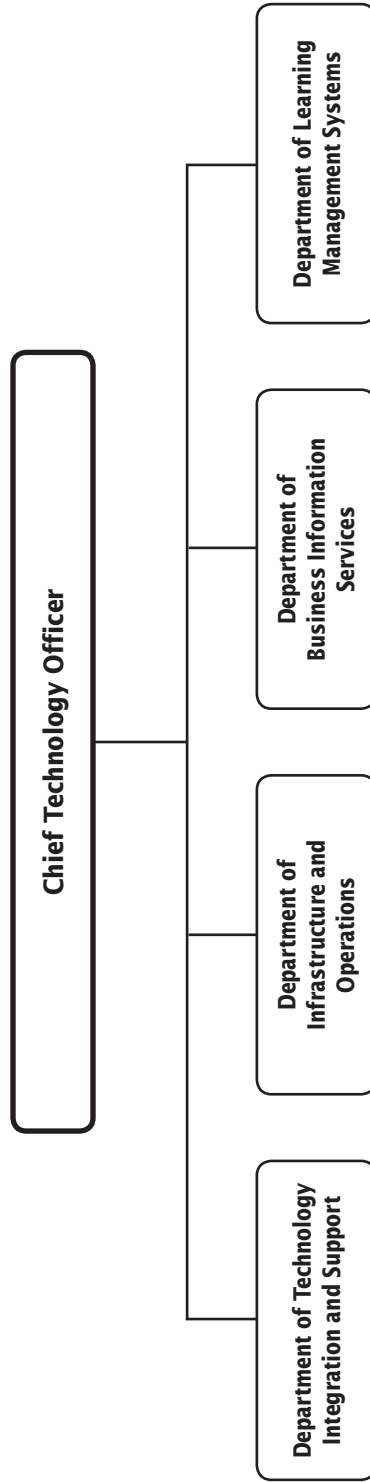 Chief Technology Officer
Department of Technology
Integration and Support
Department of
Infrastructure and
Operations
Department of
Business Information
Services
Department of Learning
Management Systems